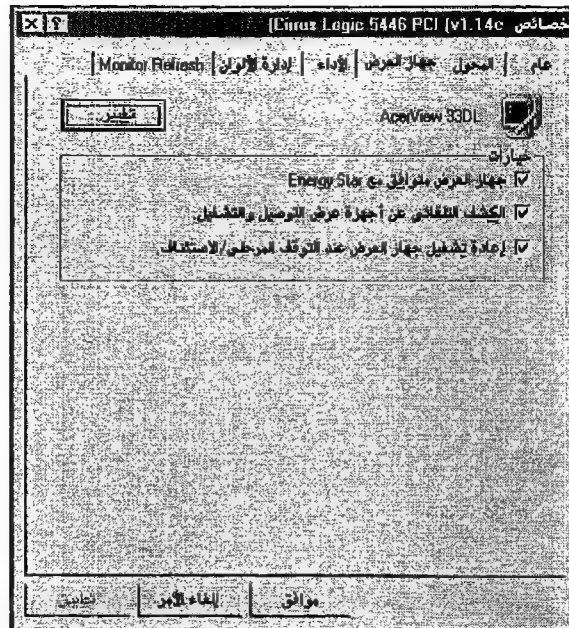 خصائص Cirrus Logic 5446 PCI (v1.14c)
عام المحول جهاز العرض الأداء إدارة الألوان Monitor Refresh
AcerView 33DL
تغيير...
خيارات
جهاز العرض متوافق مع Energy Star
الكشف التلقائي عن أجهزة عرض التوصيل والتشغيل.
إعادة تشغيل جهاز العرض عند التوقف المرحلي/الاستئناف.
موافق إلغاء الأمر تطبيق